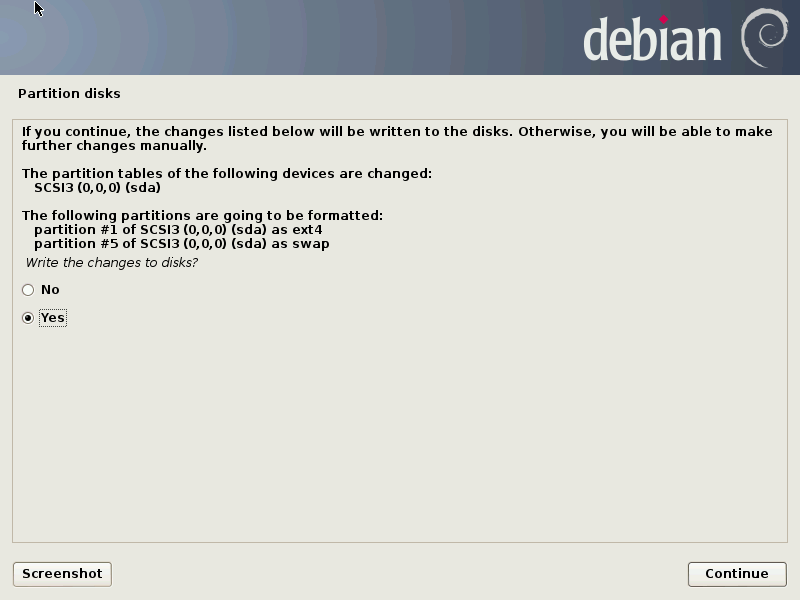 debian
Partition disks
If you continue, the changes listed below will be written to the disks. Otherwise, you will be able to make
further changes manually.
The partition tables of the following devices are changed:
SCSI3 (0,0,0) (sda)
The following partitions are going to be formatted:
partition #1 of SCSI3 (0,0,0) (sda) as ext4
partition #5 of SCSI3 (0,0,0) (sda) as swap
Write the changes to disks?
No
Yes
Screenshot
Continue